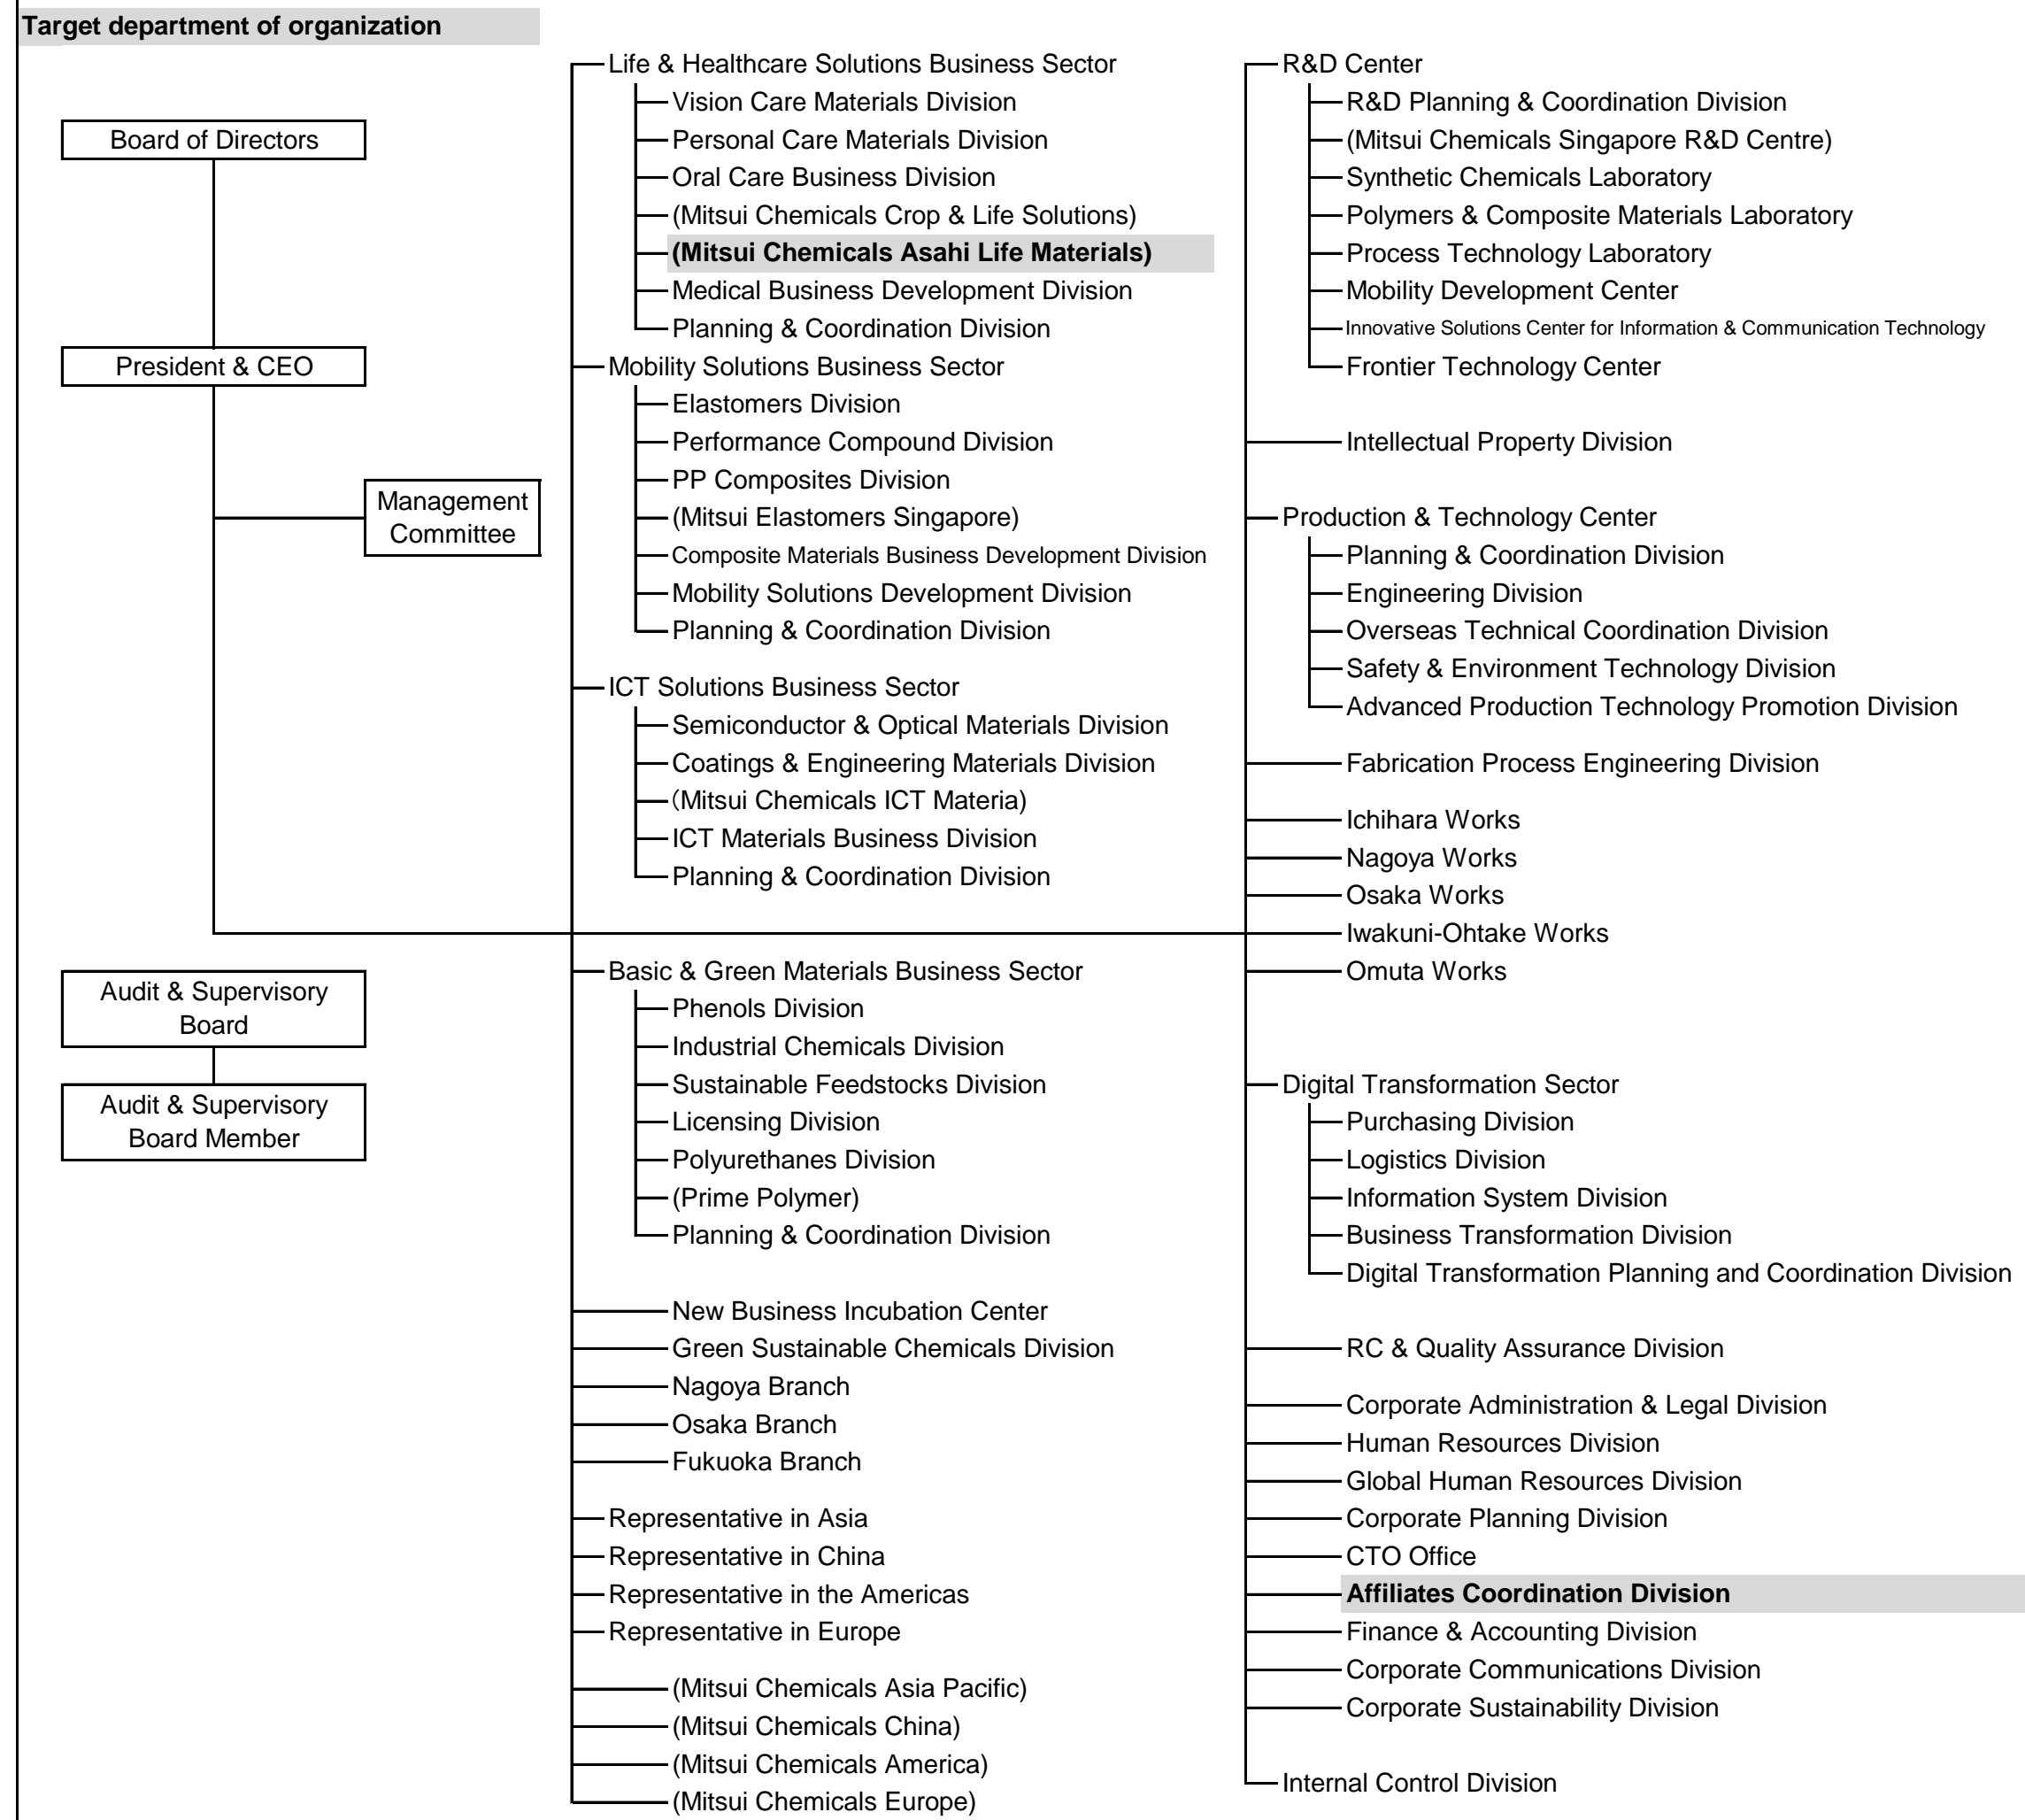 Target department of organization
Board of Directors
President & CEO
Management
Committee
Audit & Supervisory
Board
Audit & Supervisory
Board Member
Life & Healthcare Solutions Business Sector
Vision Care Materials Division
Personal Care Materials Division
Oral Care Business Division
(Mitsui Chemicals Crop & Life Solutions)
(Mitsui Chemicals Asahi Life Materials)
Medical Business Development Division
Planning & Coordination Division
Mobility Solutions Business Sector
Elastomers Division
Performance Compound Division
PP Composites Division
(Mitsui Elastomers Singapore)
Composite Materials Business Development Division
Mobility Solutions Development Division
Planning & Coordination Division
ICT Solutions Business Sector
Semiconductor & Optical Materials Division
Coatings & Engineering Materials Division
（Mitsui Chemicals ICT Materia)
ICT Materials Business Division
Planning & Coordination Division
Basic & Green Materials Business Sector
Phenols Division
Industrial Chemicals Division
Sustainable Feedstocks Division
Licensing Division
Polyurethanes Division
(Prime Polymer)
Planning & Coordination Division
New Business Incubation Center
Green Sustainable Chemicals Division
Nagoya Branch
Osaka Branch
Fukuoka Branch
Representative in Asia
Representative in China
Representative in the Americas
Representative in Europe
(Mitsui Chemicals Asia Pacific)
(Mitsui Chemicals China)
(Mitsui Chemicals America)
(Mitsui Chemicals Europe)
R&D Center
R&D Planning & Coordination Division
(Mitsui Chemicals Singapore R&D Centre)
Synthetic Chemicals Laboratory
Polymers & Composite Materials Laboratory
Process Technology Laboratory
Mobility Development Center
Innovative Solutions Center for Information & Communication Technology
Frontier Technology Center
Intellectual Property Division
Production & Technology Center
Planning & Coordination Division
Engineering Division
Overseas Technical Coordination Division
Safety & Environment Technology Division
Advanced Production Technology Promotion Division
Fabrication Process Engineering Division
Ichihara Works
Nagoya Works
Osaka Works
Iwakuni-Ohtake Works
Omuta Works
Digital Transformation Sector
Purchasing Division
Logistics Division
Information System Division
Business Transformation Division
Digital Transformation Planning and Coordination Division
RC & Quality Assurance Division
Corporate Administration & Legal Division
Human Resources Division
Global Human Resources Division
Corporate Planning Division
CTO Office
Affiliates Coordination Division
Finance & Accounting Division
Corporate Communications Division
Corporate Sustainability Division
Internal Control Division